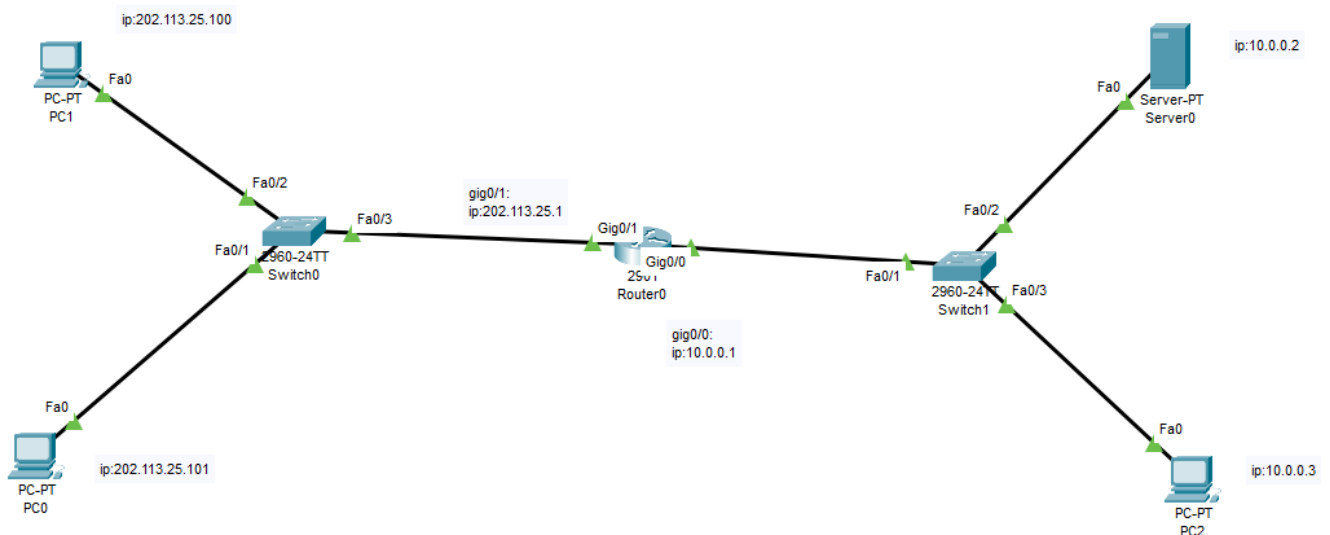 ip:202.113.25.100
ip:10.0.0.2
Fa0
PC-PT
PC1
Fa0
Server-PT
Server0
Fa0/2
gig0/1:
ip:202.113.25.1
Fa0/2
Fa0/3
Gig0/1
Fa0/1
2960-24TT
Switch0
Gig0/0
2901
Router0
Fa0/1
2960-24TT
Switch1
Fa0/3
gig0/0:
ip:10.0.0.1
Fa0
ip:202.113.25.101
PC-PT
PC0
Fa0
ip:10.0.0.3
PC-PT
PC2